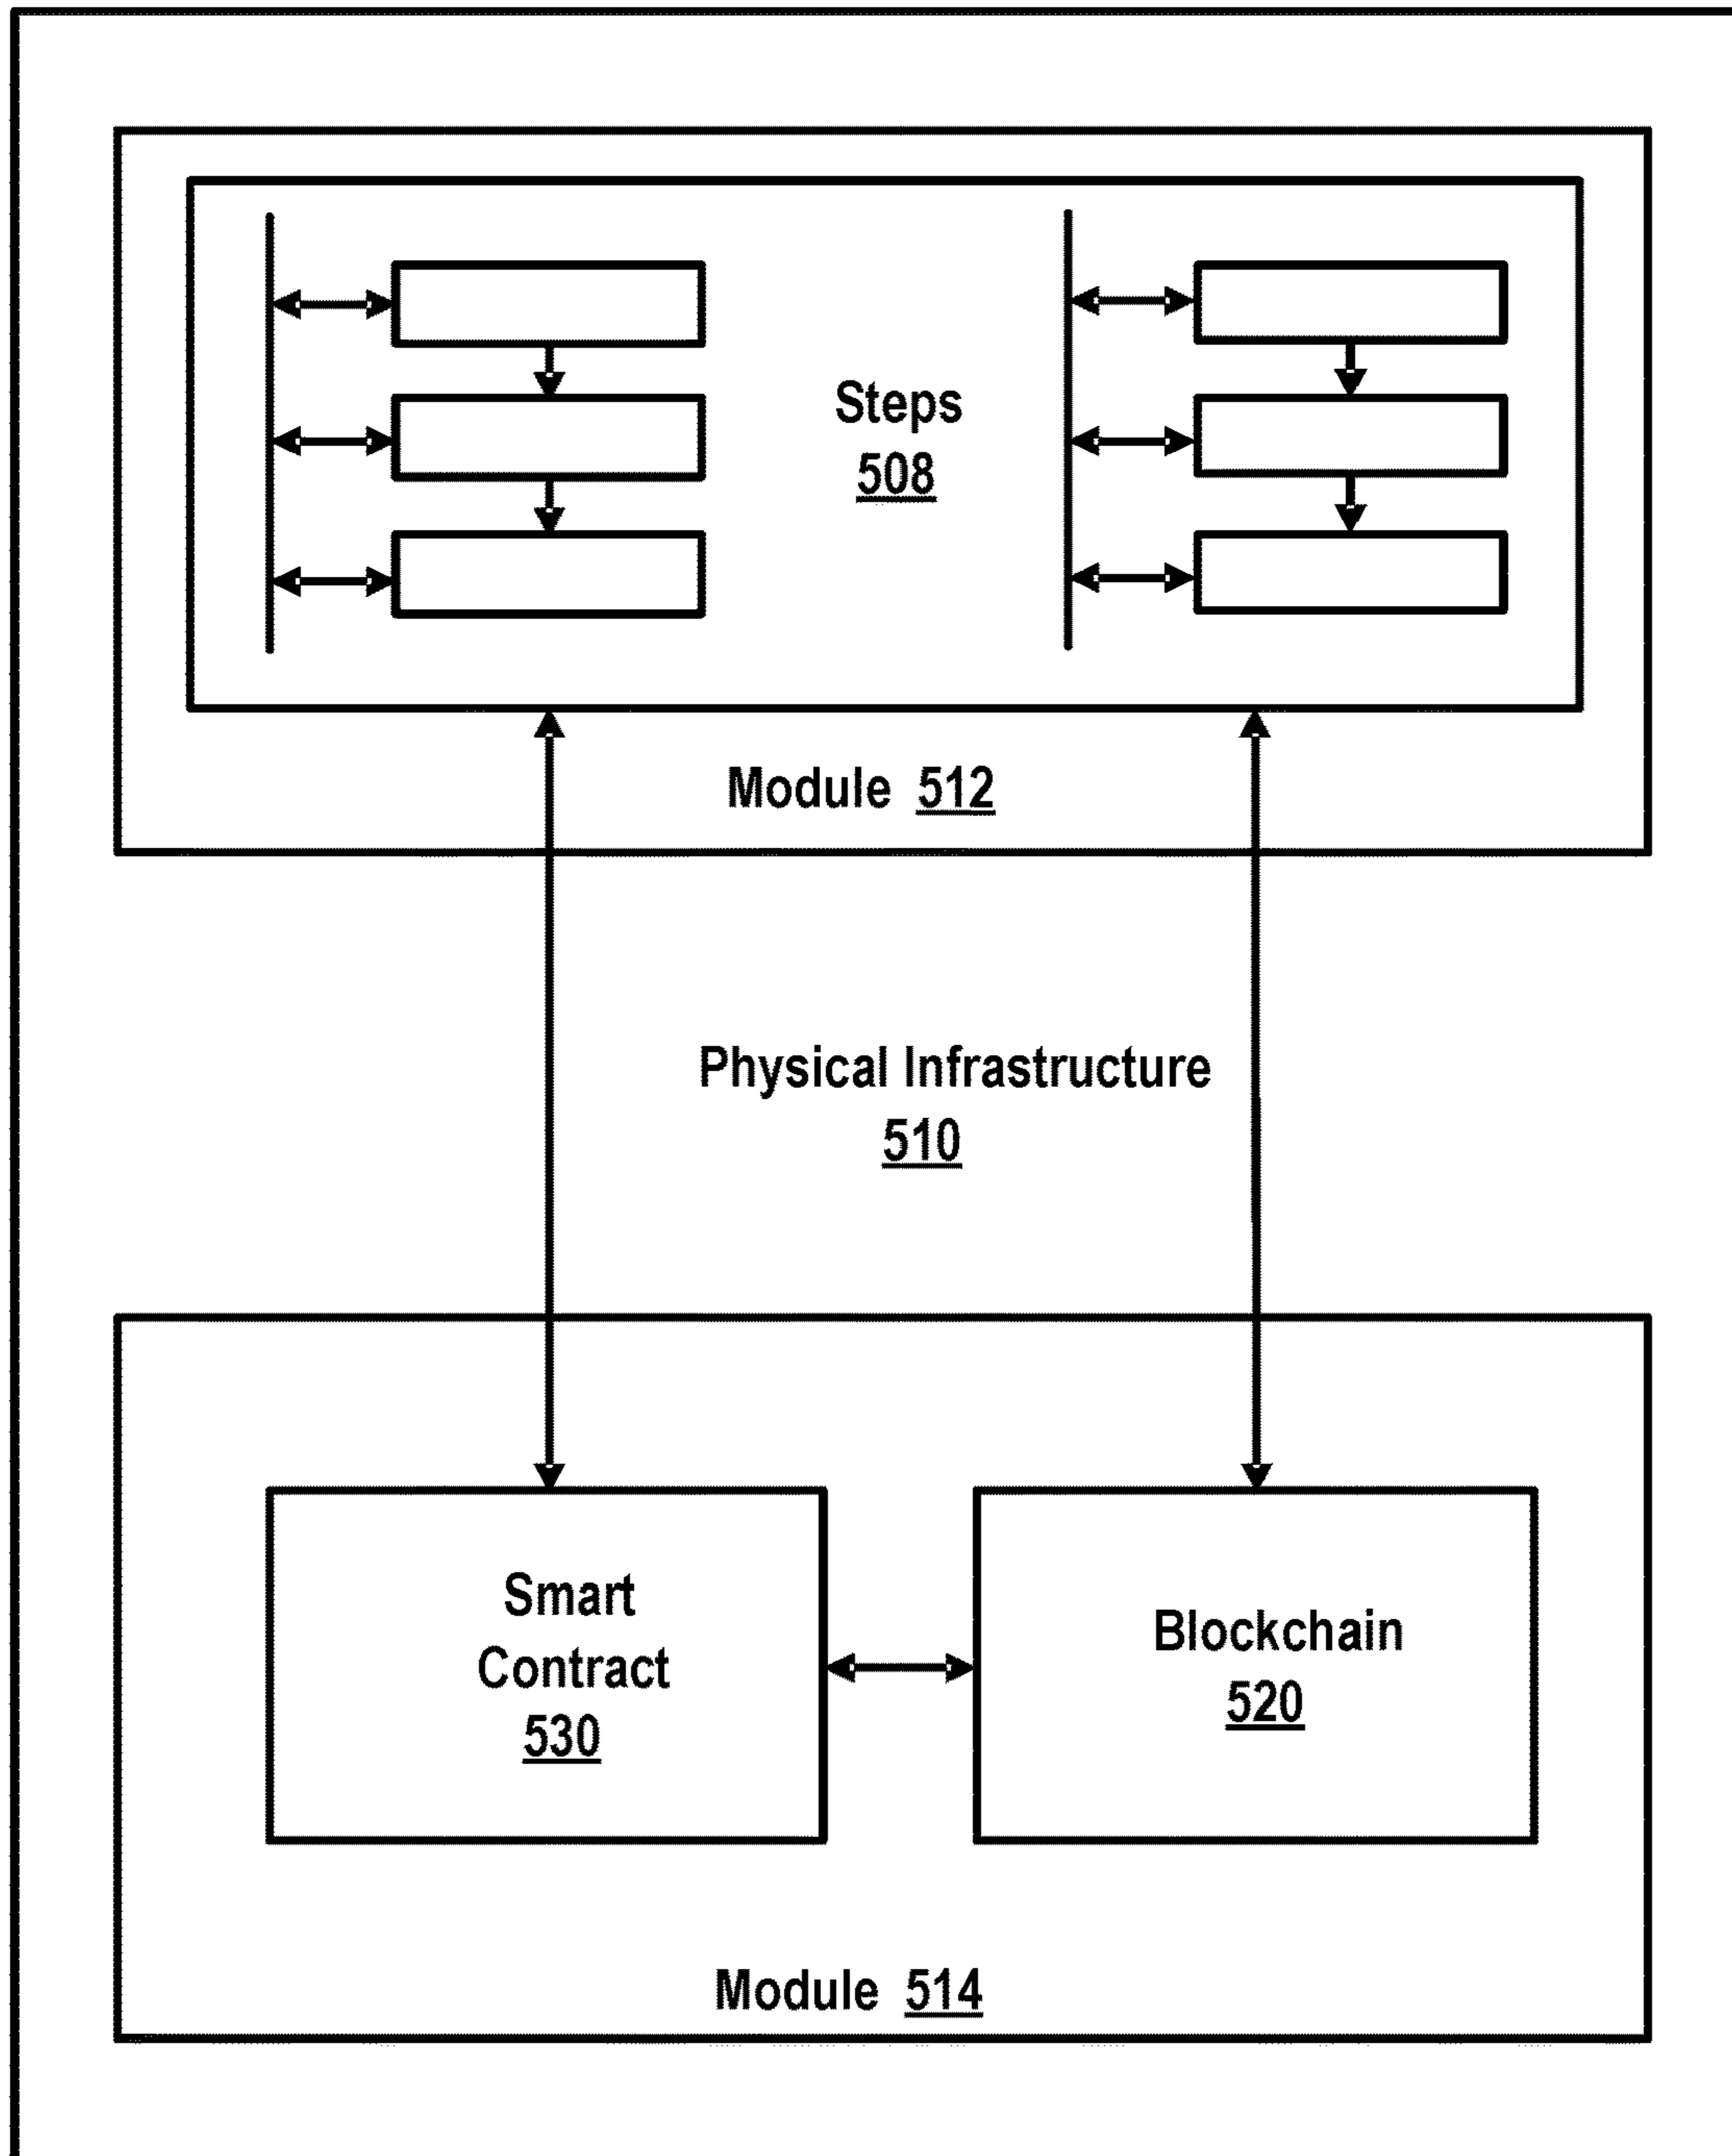 Steps
508
Module 512
Physical Infrastructure
510
Smart
Contract
530
Blockchain
520
Module 514